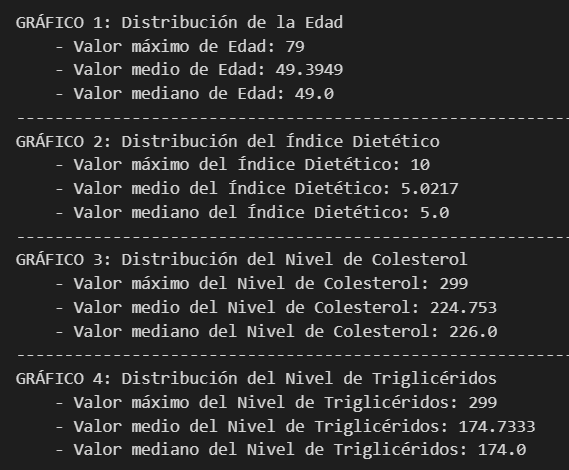 GRÁFICO 1: Distribución de la Edad
- Valor máximo de Edad: 79
- Valor medio de Edad: 49.3949
- Valor mediano de Edad: 49.0
------------------------------------------------------------
GRÁFICO 2: Distribución del Índice Dietético
- Valor máximo del Índice Dietético: 10
- Valor medio del Índice Dietético: 5.0217
- Valor mediano del Índice Dietético: 5.0
------------------------------------------------------------
GRÁFICO 3: Distribución del Nivel de Colesterol
- Valor máximo del Nivel de Colesterol: 299
- Valor medio del Nivel de Colesterol: 224.753
- Valor mediano del Nivel de Colesterol: 226.0
------------------------------------------------------------
GRÁFICO 4: Distribución del Nivel de Triglicéridos
- Valor máximo del Nivel de Triglicéridos: 299
- Valor medio del Nivel de Triglicéridos: 174.7333
- Valor mediano del Nivel de Triglicéridos: 174.0